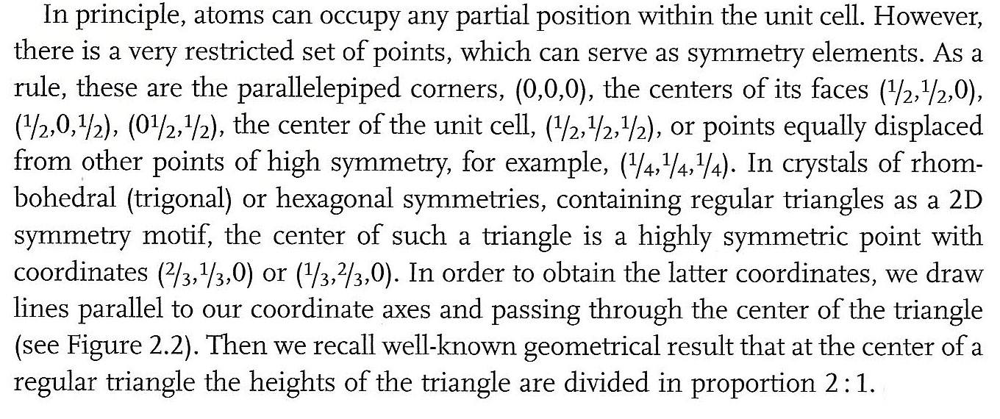 In principle, atoms can occupy any partial position within the unit cell. However,
there is a very restricted set of points, which can serve as symmetry elements. As a
rule, these are the parallelepiped corners, (0,0,0), the centers of its faces (1/2,1/2,0),
(1/2,0,1/2), (01/2,1/2), the center of the unit cell, (1/2,1/2,1/2), or points equally displaced
from other points of high symmetry, for example, (1/4,1/4,1/4). In crystals of rhom-
bohedral (trigonal) or hexagonal symmetries, containing regular triangles as a 2D
symmetry motif, the center of such a triangle is a highly symmetric point with
coordinates (2/3,1/3,0) or (1/3,2/3,0). In order to obtain the latter coordinates, we draw
lines parallel to our coordinate axes and passing through the center of the triangle
(see Figure 2.2). Then we recall well-known geometrical result that at the center of a
regular triangle the heights of the triangle are divided in proportion 2:1.